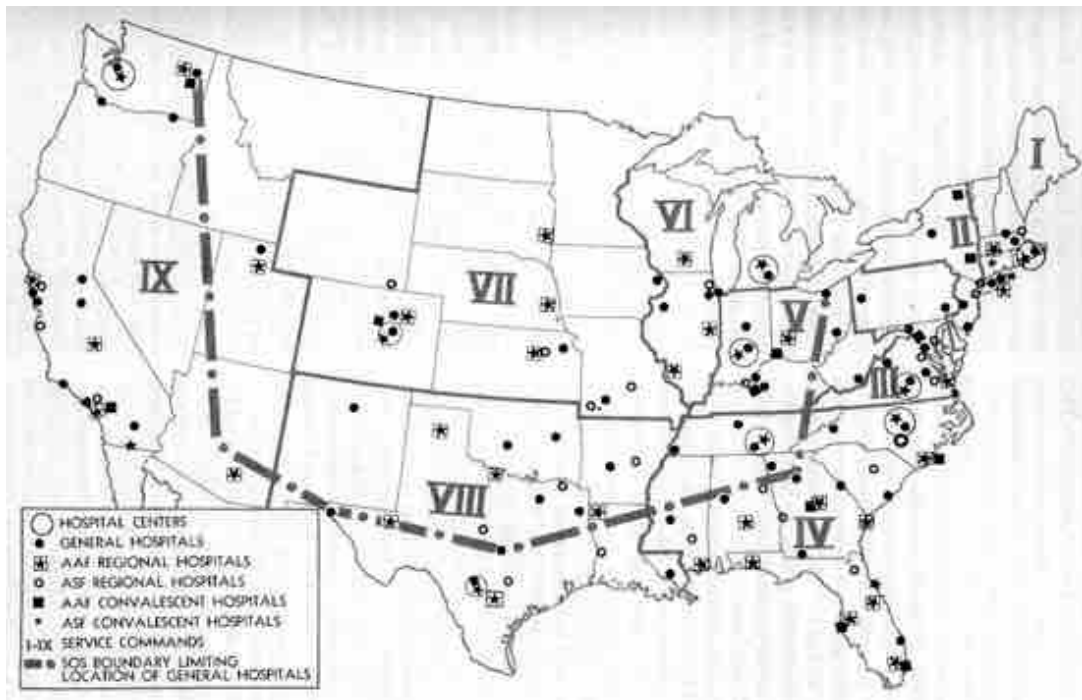 I
VI
II
IX
VII
V
III
VIII
IV
HOSPITAL CENTERS
GENERAL HOSPITALS
AAF REGIONAL HOSPITALS
ASF REGIONAL HOSPITALS
AAF CONVALESCENT HOSPITALS
ASF CONVALESCENT HOSPITALS
I-IX SERVICE COMMANDS
SOS BOUNDARY LIMITING
LOCATION OF GENERAL HOSPITALS